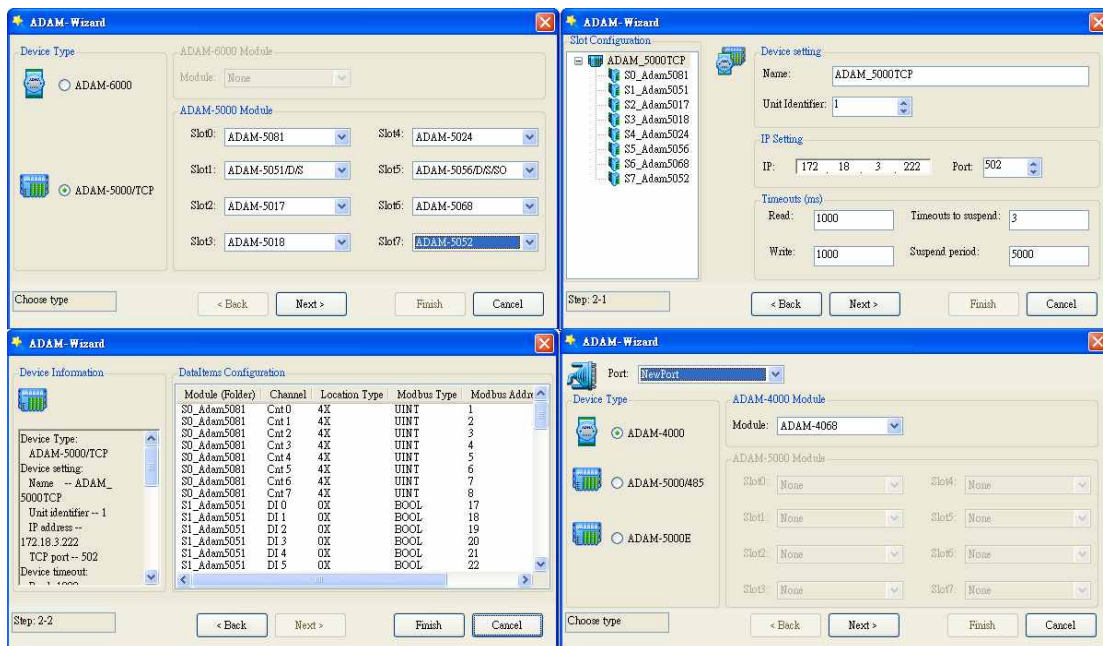 ADAM-Wizard
Device Type
ADAM-6000
ADAM-5000/TCP
ADAM-6000 Module
Module: None
ADAM-5000 Module
Slot0: ADAM-5081 Slot4: ADAM-5024
Slot1: ADAM-5051/D/S Slot5: ADAM-5056/D/S/SO
Slot2: ADAM-5017 Slot6: ADAM-5068
Slot3: ADAM-5018 Slot7: ADAM-5052
Choose type < Back Next > Finish Cancel
ADAM-Wizard
Slot Configuration
ADAM_5000TCP
S0_Adam5081
S1_Adam5051
S2_Adam5017
S3_Adam5018
S4_Adam5024
S5_Adam5056
S6_Adam5068
S7_Adam5052
Device setting
Name: ADAM_5000TCP
Unit Identifier: 1
IP Setting
IP: 172 . 18 . 3 . 222 Port: 502
Timeouts (ms)
Read: 1000 Timeouts to suspend: 3
Write: 1000 Suspend period: 5000
Step: 2-1 < Back Next > Finish Cancel
ADAM-Wizard
Device Information
Device Type:
ADAM-5000/TCP
Device setting:
Name -- ADAM_
5000TCP
Unit identifier -- 1
IP address --
172.18.3.222
TCP port -- 502
Device timeout:
DataItems Configuration
Module (Folder) Channel Location Type Modbus Type Modbus Addre
S0_Adam5081 Cnt 0 4X UINT 1
S0_Adam5081 Cnt 1 4X UINT 2
S0_Adam5081 Cnt 2 4X UINT 3
S0_Adam5081 Cnt 3 4X UINT 4
S0_Adam5081 Cnt 4 4X UINT 5
S0_Adam5081 Cnt 5 4X UINT 6
S0_Adam5081 Cnt 6 4X UINT 7
S0_Adam5081 Cnt 7 4X UINT 8
S1_Adam5051 DI 0 0X BOOL 17
S1_Adam5051 DI 1 0X BOOL 18
S1_Adam5051 DI 2 0X BOOL 19
S1_Adam5051 DI 3 0X BOOL 20
S1_Adam5051 DI 4 0X BOOL 21
S1_Adam5051 DI 5 0X BOOL 22
Step: 2-2 < Back Next > Finish Cancel
ADAM-Wizard
Port: NewPort
Device Type
ADAM-4000
ADAM-5000/485
ADAM-5000E
ADAM-4000 Module
Module: ADAM-4068
ADAM-5000 Module
Slot0: None Slot4: None
Slot1: None Slot5: None
Slot2: None Slot6: None
Slot3: None Slot7: None
Choose type < Back Next > Finish Cancel